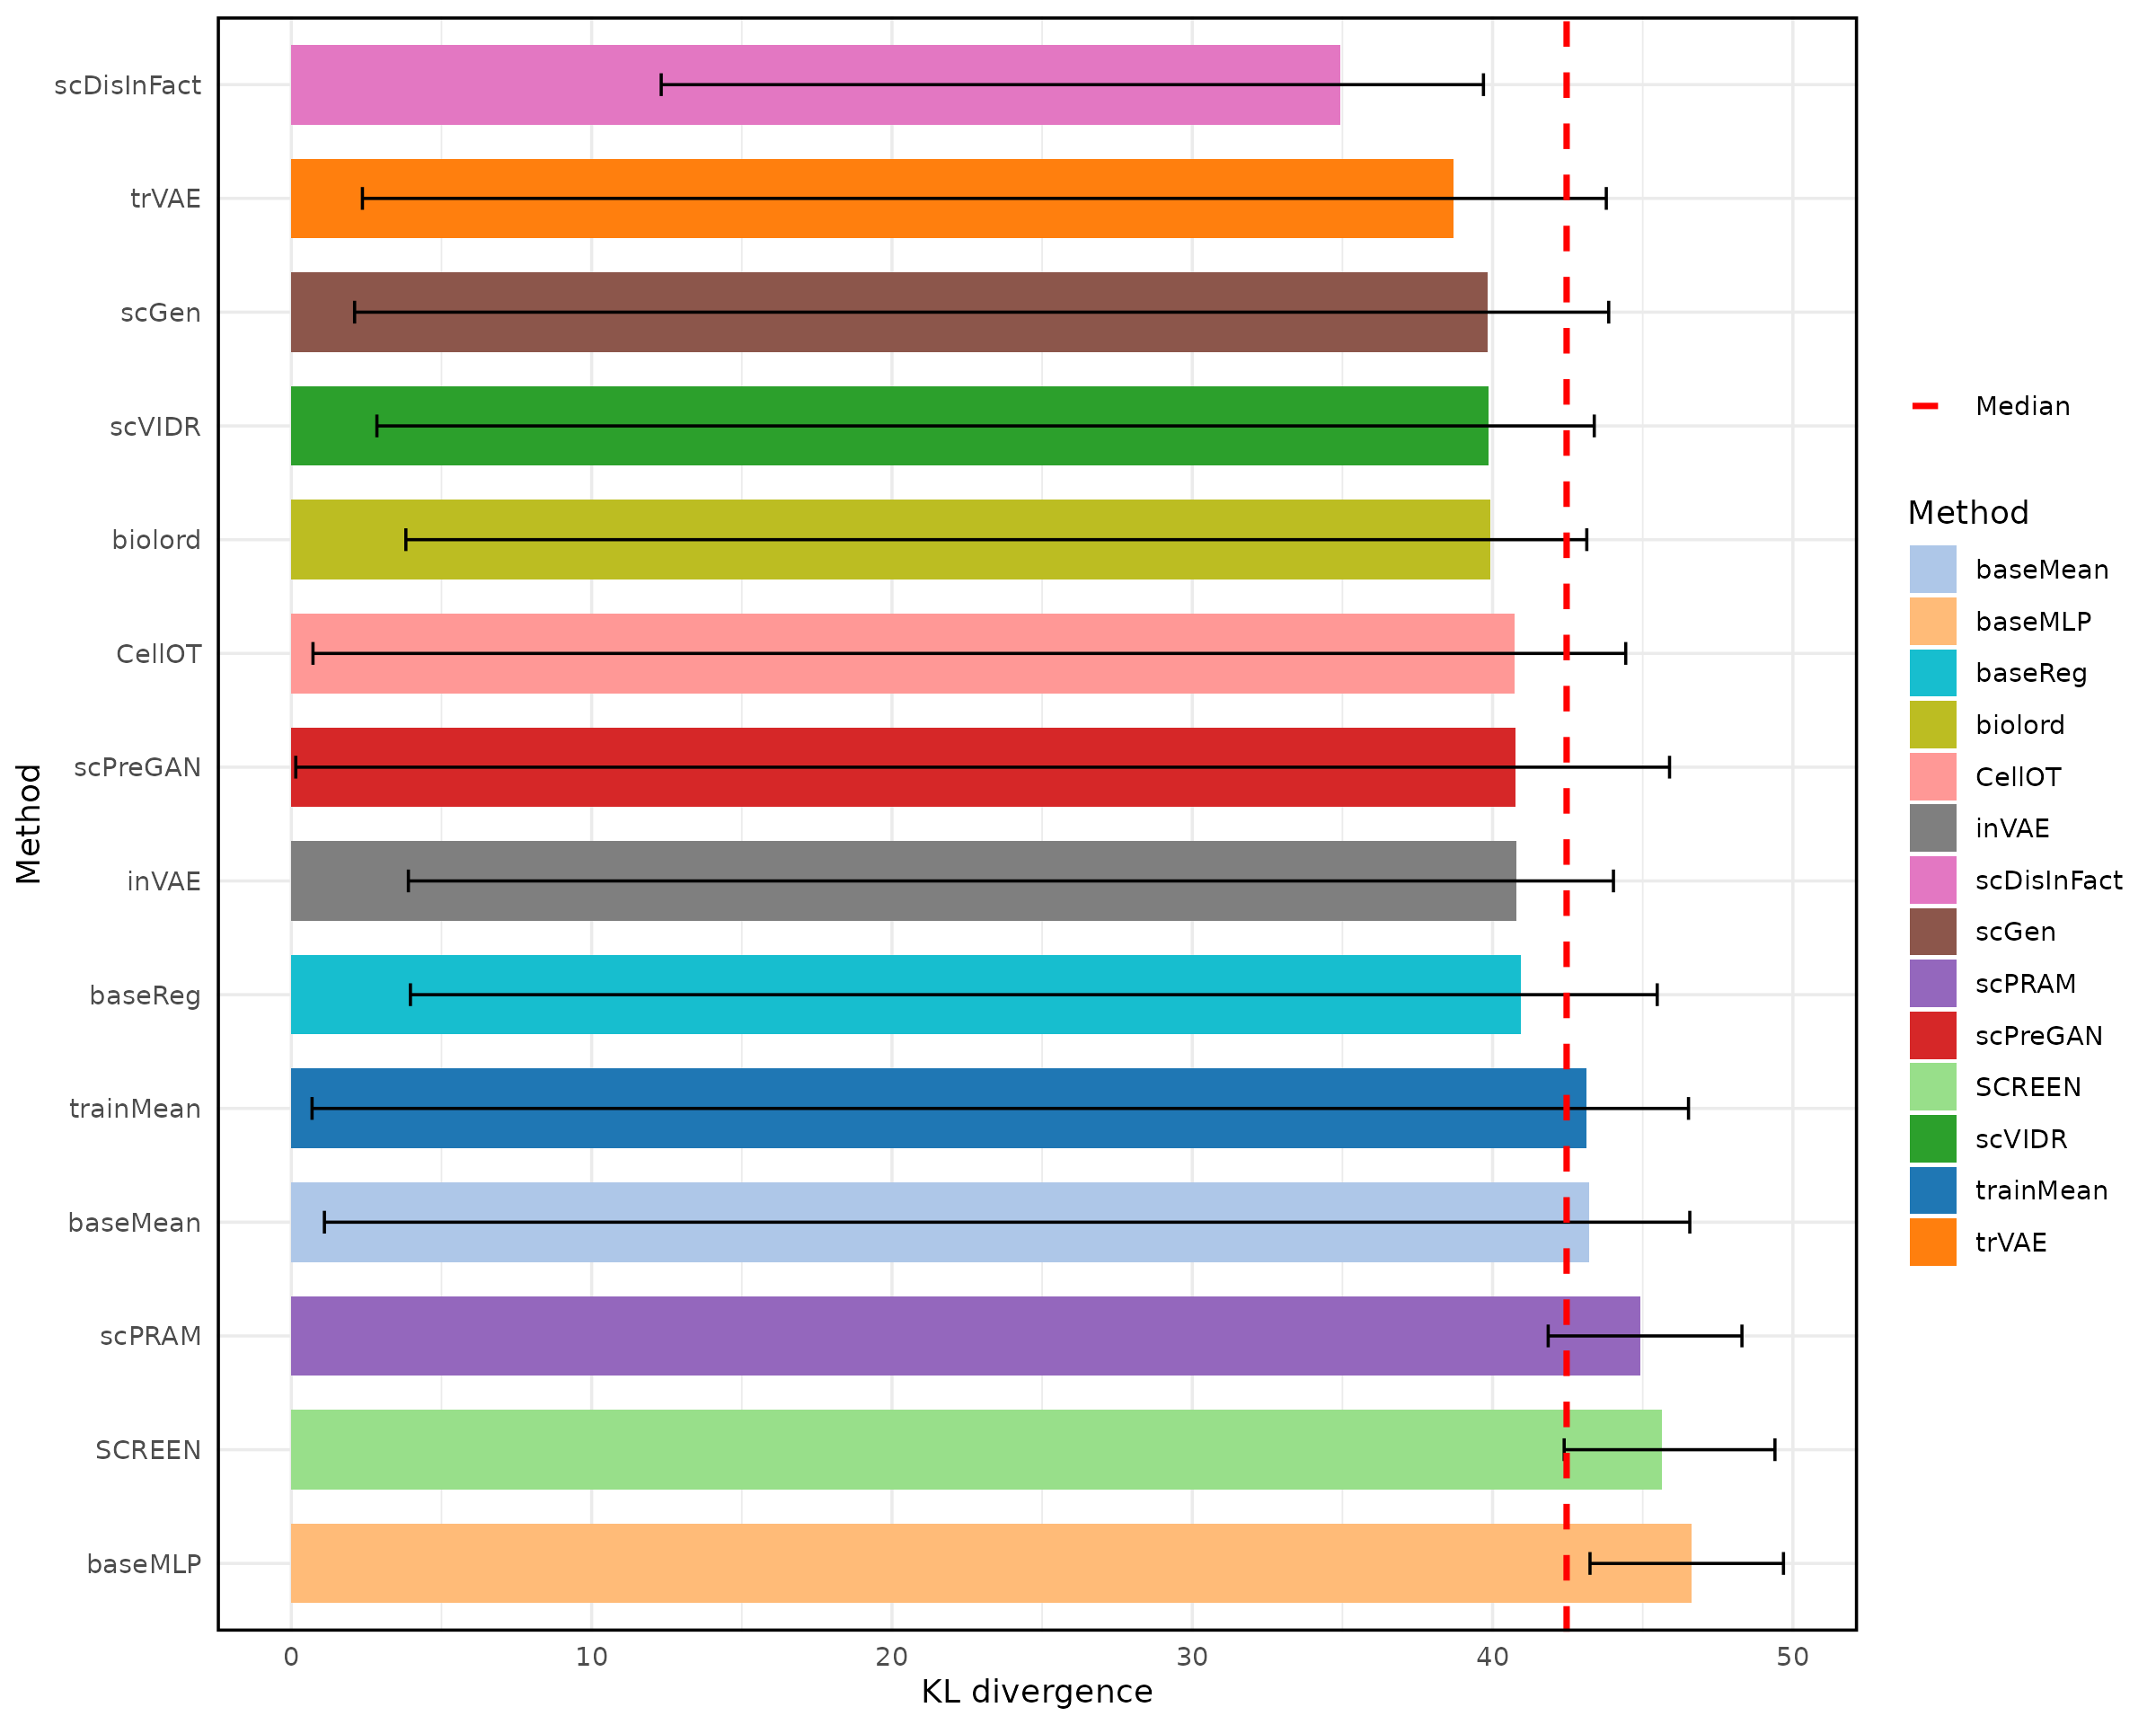 scDisInFact
trVAE
scGen
scVIDR
biolord
CellOT
scPreGAN
inVAE
baseReg
trainMean
baseMean
scPRAM
SCREEN
baseMLP
Method
0 10 20 30 40 50
KL divergence
Median
Method
baseMean
baseMLP
baseReg
biolord
CellOT
inVAE
scDisInFact
scGen
scPRAM
scPreGAN
SCREEN
scVIDR
trainMean
trVAE